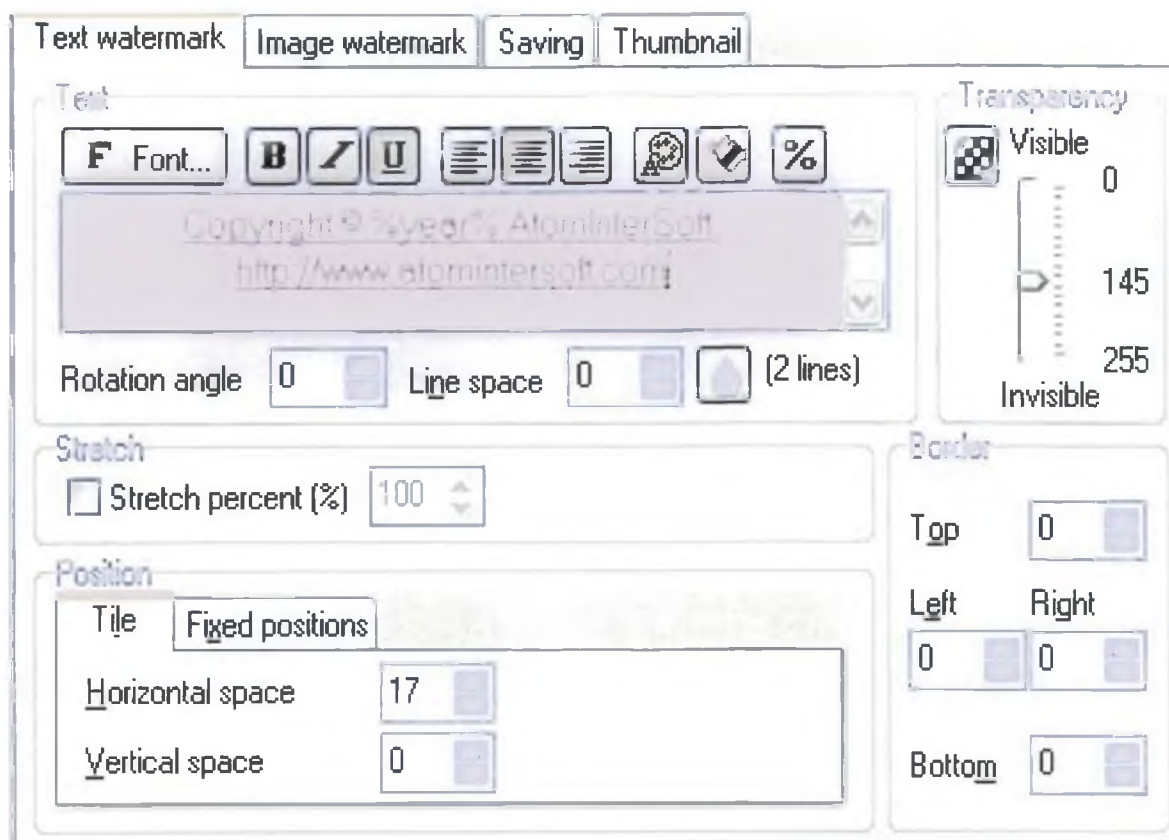 Text watermark Image watermark Saving Thumbnail
Text
F Font... B I U %
Copyright © %year% AtomInterSoft
http://www.atomintersoft.com
Rotation angle 0 Line space 0 (2 lines)
Transparency
Visible
0
145
255
Invisible
Stretch
Stretch percent (%) 100
Position
Tile Fixed positions
Horizontal space 17
Vertical space 0
Border
Top 0
Left Right
0 0
Bottom 0